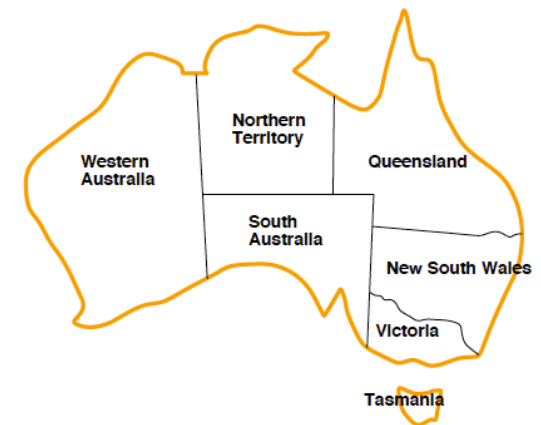 Northern
Territory
Western
Australia
Queensland
South
Australia
New South Wales
Victoria
Tasmania